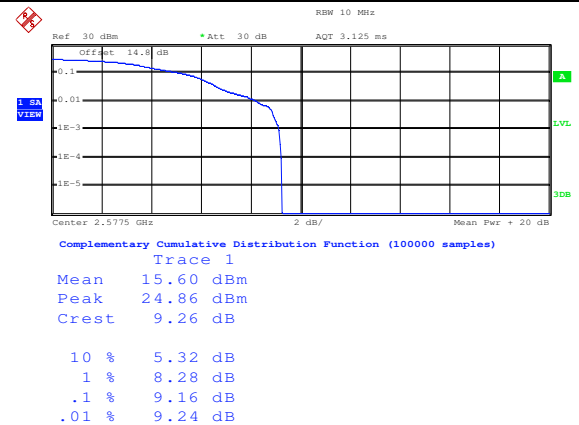 R S
RBW 10 MHz
Ref 30 dBm *Att 30 dB AQT 3.125 ms
Offset 14.8 dB
0.1
A
0.01
1 SA
VIEW
1E-3
LVL
1E-4
1E-5
3DB
Center 2.5775 GHz 2 dB/ Mean Pwr + 20 dB
Complementary Cumulative Distribution Function (100000 samples)
Trace 1
Mean 15.60 dBm
Peak 24.86 dBm
Crest 9.26 dB
10 % 5.32 dB
1 % 8.28 dB
.1 % 9.16 dB
.01 % 9.24 dB